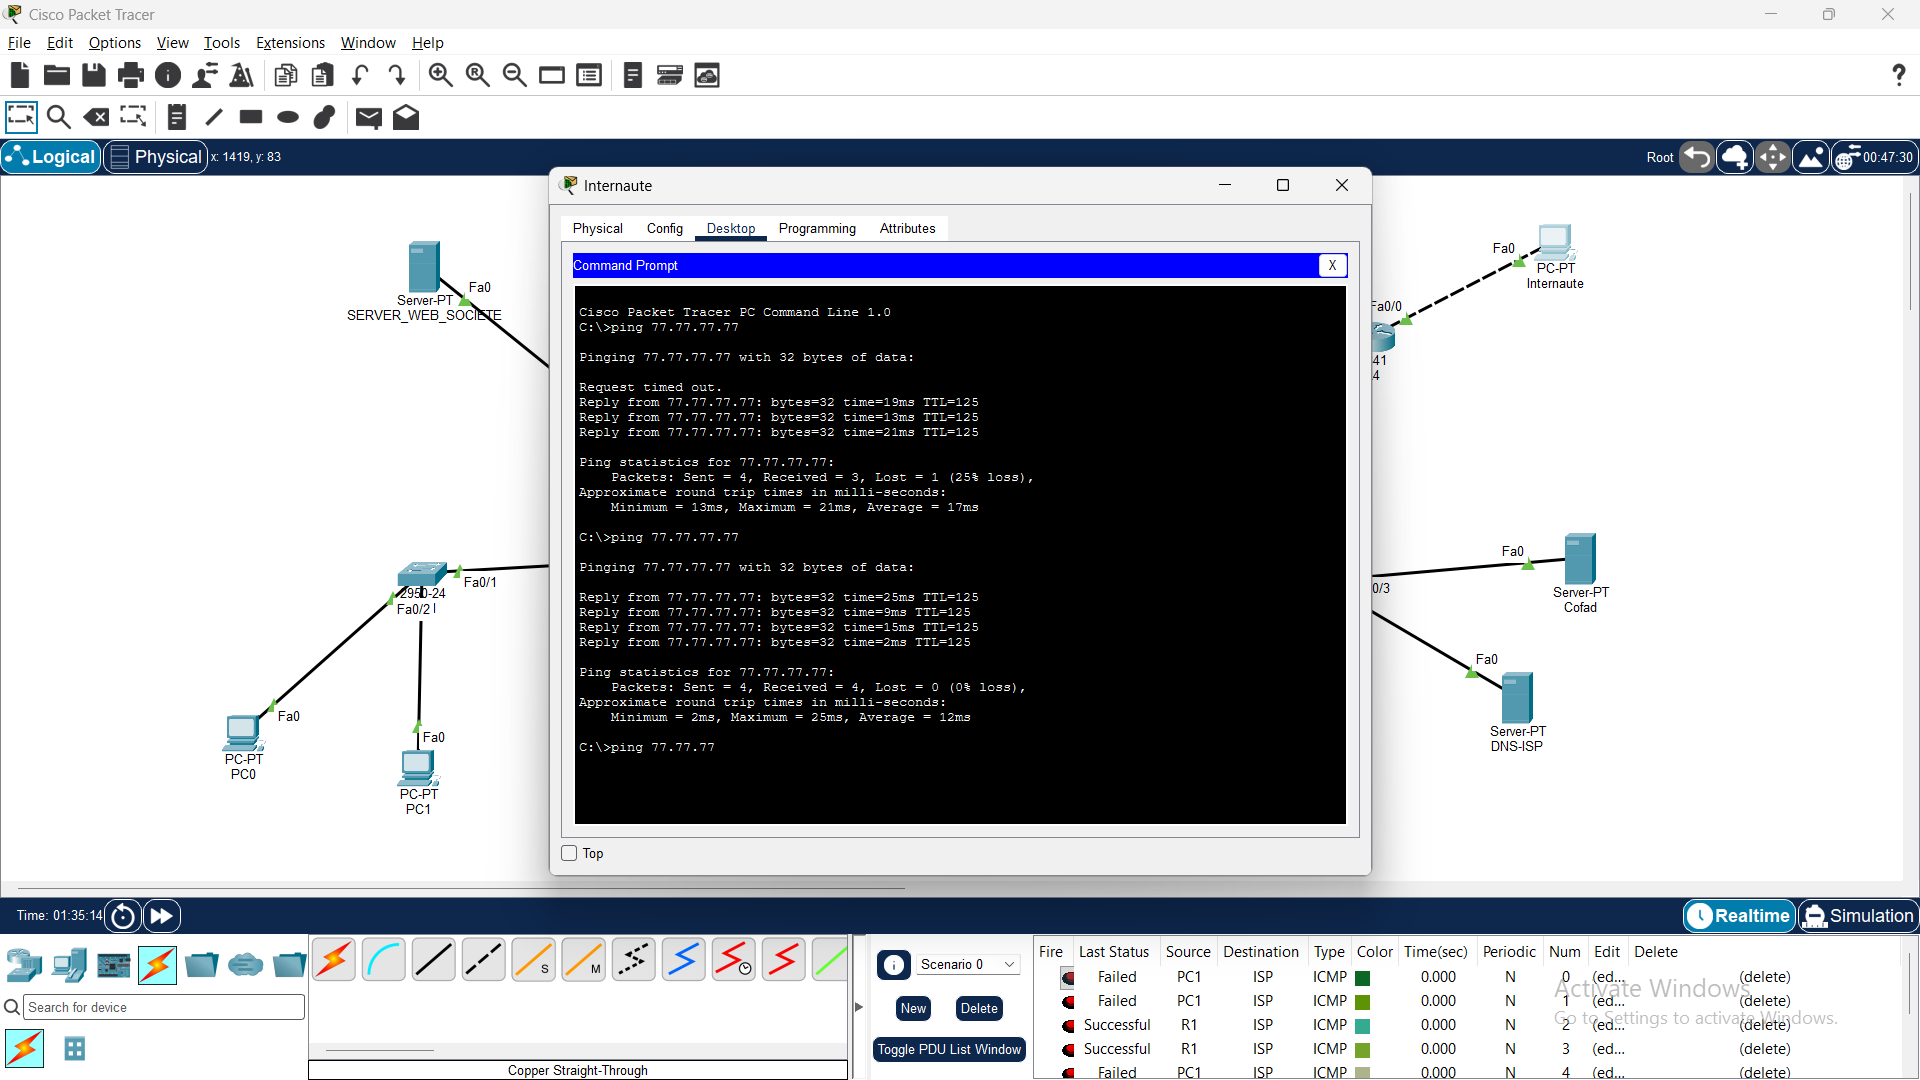 Cisco Packet Tracer
File Edit Options View Tools Extensions Window Help
Logical Physical x: 1419, y: 83 Root 00:47:30
Internaute
Physical Config Desktop Programming Attributes
Command Prompt X
Cisco Packet Tracer PC Command Line 1.0
C:\>ping 77.77.77.77
Pinging 77.77.77.77 with 32 bytes of data:
Request timed out.
Reply from 77.77.77.77: bytes=32 time=19ms TTL=125
Reply from 77.77.77.77: bytes=32 time=13ms TTL=125
Reply from 77.77.77.77: bytes=32 time=21ms TTL=125
Ping statistics for 77.77.77.77:
Packets: Sent = 4, Received = 3, Lost = 1 (25% loss),
Approximate round trip times in milli-seconds:
Minimum = 13ms, Maximum = 21ms, Average = 17ms
C:\>ping 77.77.77.77
Pinging 77.77.77.77 with 32 bytes of data:
Reply from 77.77.77.77: bytes=32 time=25ms TTL=125
Reply from 77.77.77.77: bytes=32 time=9ms TTL=125
Reply from 77.77.77.77: bytes=32 time=15ms TTL=125
Reply from 77.77.77.77: bytes=32 time=2ms TTL=125
Ping statistics for 77.77.77.77:
Packets: Sent = 4, Received = 4, Lost = 0 (0% loss),
Approximate round trip times in milli-seconds:
Minimum = 2ms, Maximum = 25ms, Average = 12ms
C:\>ping 77.77.77
Top
Fa0
Server-PT
SERVER_WEB_SOCIETE
Fa0/1
2950-24
Fa0/2
Fa0
PC-PT
PC0
Fa0
PC-PT
PC1
Fa0
PC-PT
Internaute
Fa0/0
41
4
Fa0
0/3
Server-PT
Cofad
Fa0
Server-PT
DNS-ISP
Time: 01:35:14 Realtime Simulation
Search for device
S M
Copper Straight-Through
Scenario 0
New Delete
Toggle PDU List Window
Fire Last Status Source Destination Type Color Time(sec) Periodic Num Edit Delete
Failed PC1 ISP ICMP 0.000 N 0 (ed... (delete)
Failed PC1 ISP ICMP 0.000 N 1 (ed... (delete)
Successful R1 ISP ICMP 0.000 N 2 (ed... (delete)
Successful R1 ISP ICMP 0.000 N 3 (ed... (delete)
Failed PC1 ISP ICMP 0.000 N 4 (ed... (delete)
Activate Windows
Go to Settings to activate Windows.